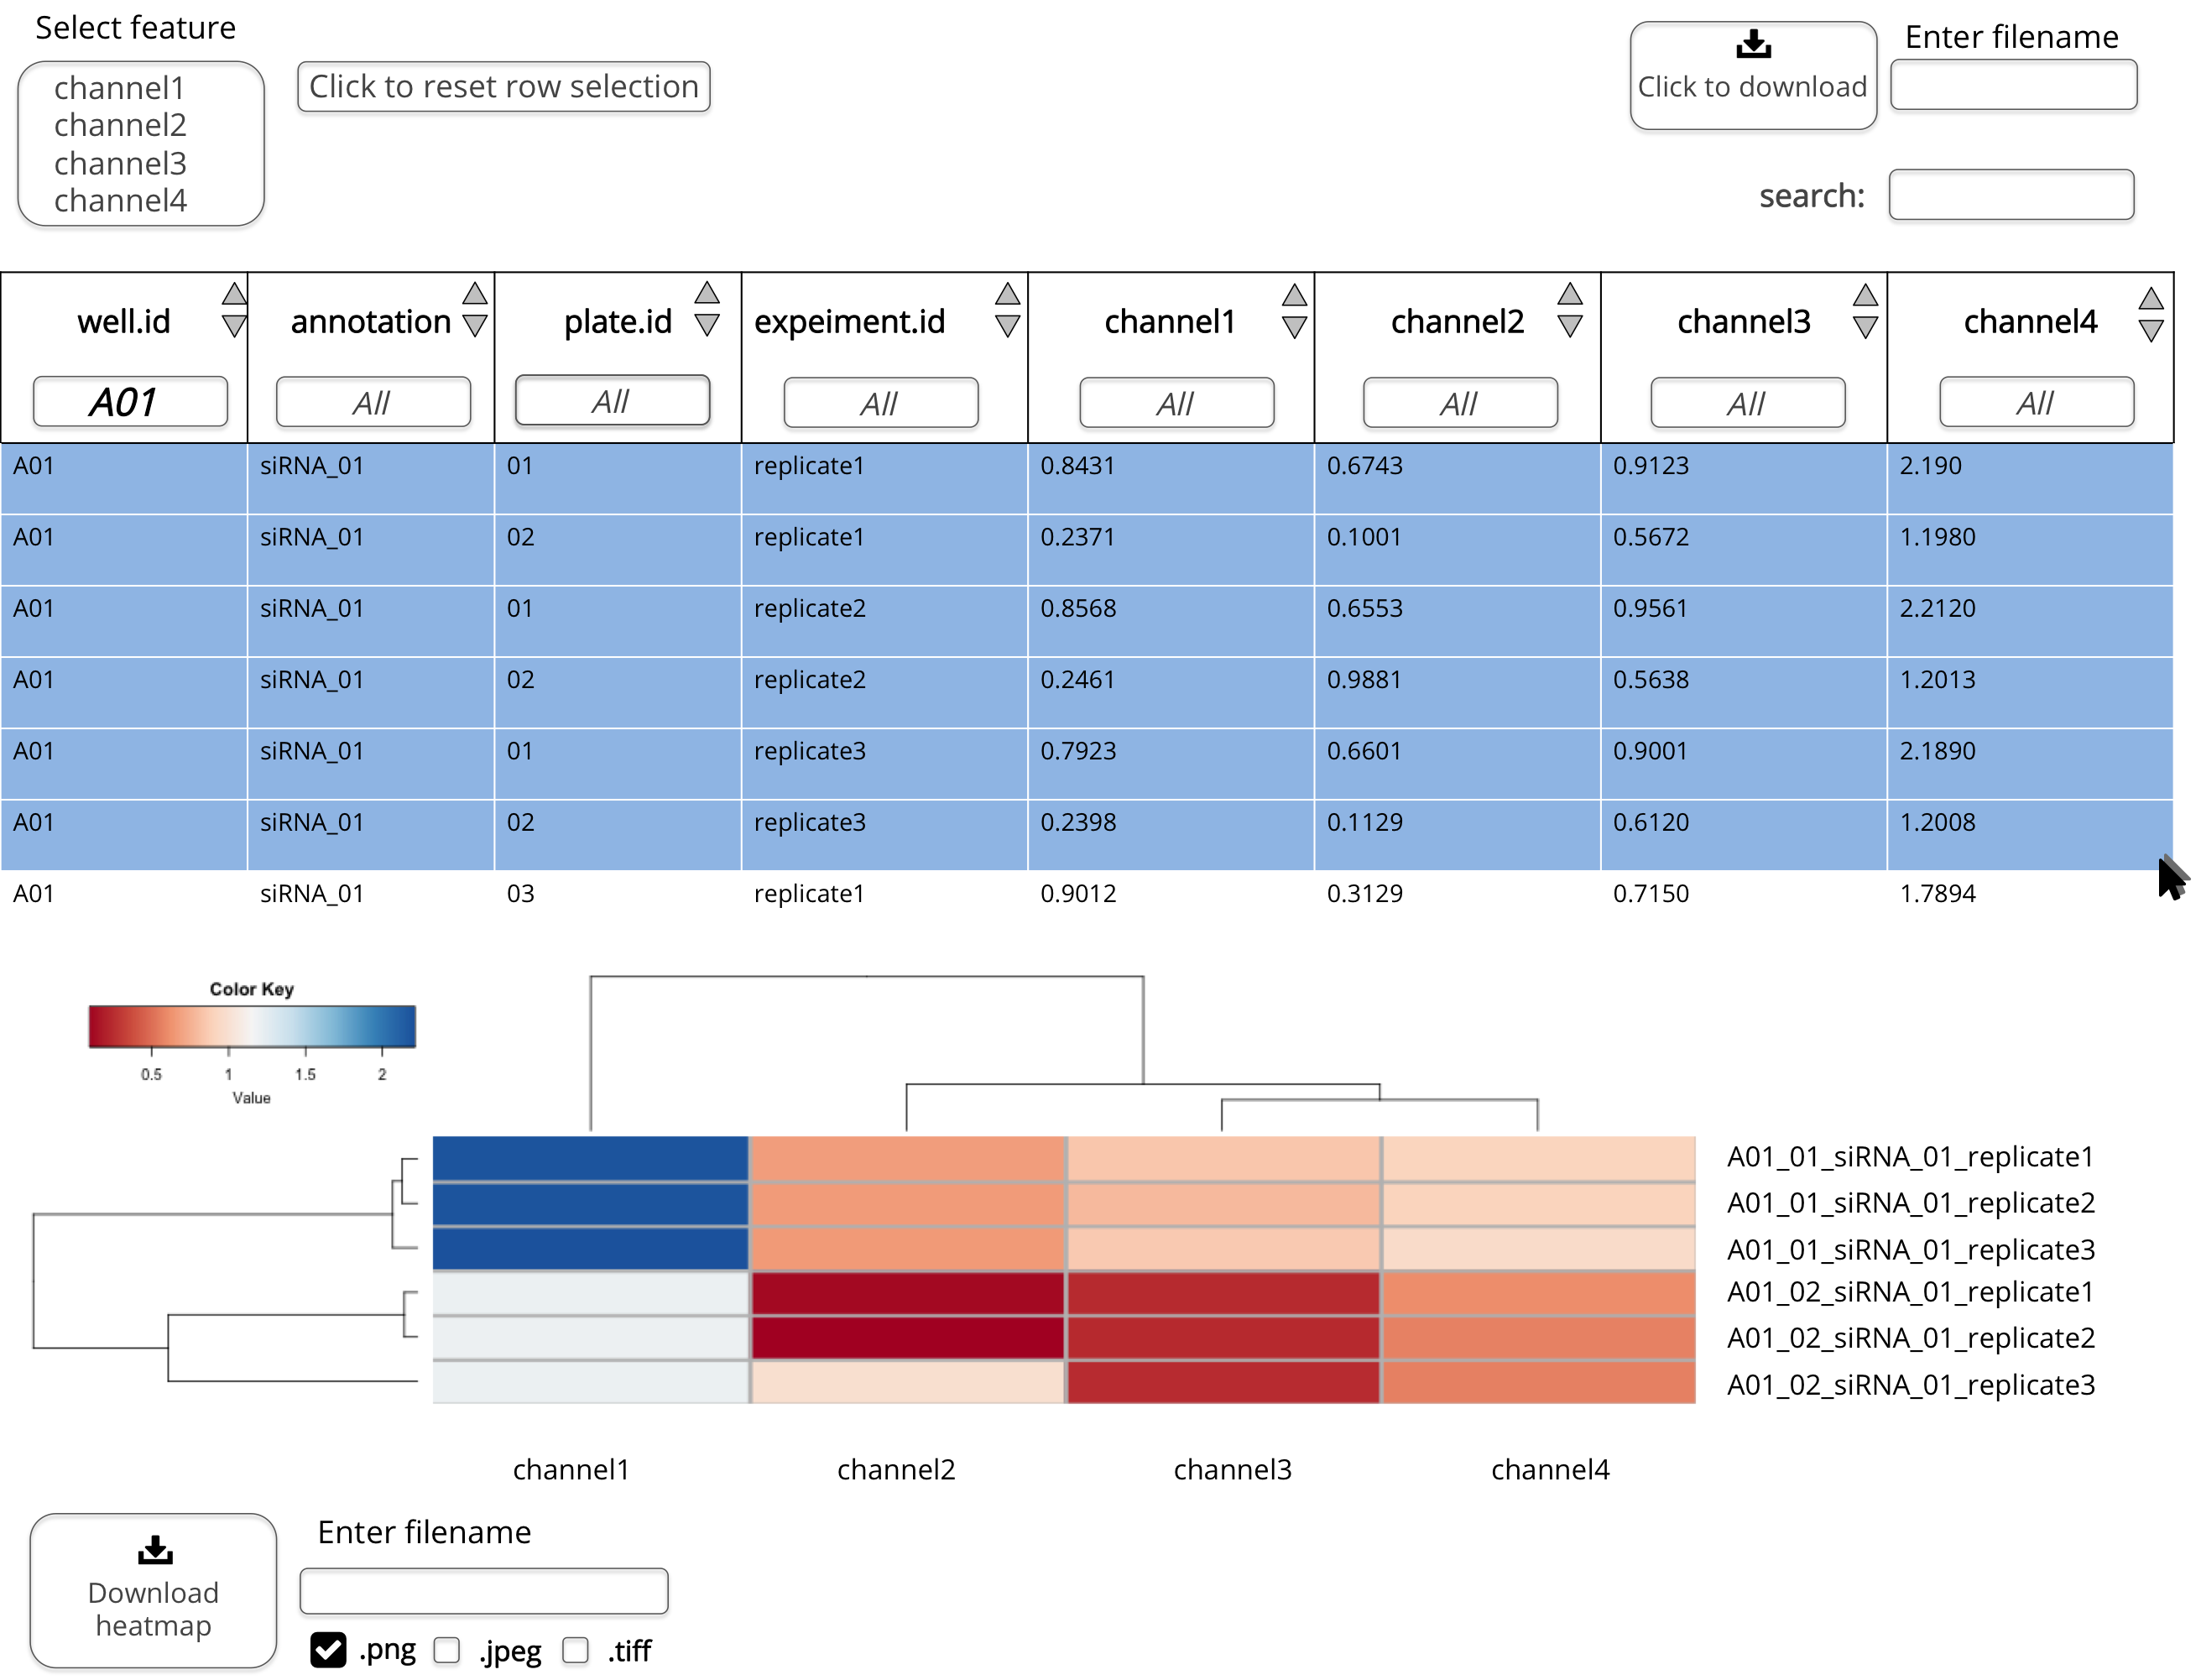 Select feature
channel1
channel2
channel3
channel4
Click to reset row selection
Click to download
Enter filename
search:
well.id annotation plate.id expeiment.id channel1 channel2 channel3 channel4
A01 All All All All All All All
A01 siRNA_01 01 replicate1 0.8431 0.6743 0.9123 2.190
A01 siRNA_01 02 replicate1 0.2371 0.1001 0.5672 1.1980
A01 siRNA_01 01 replicate2 0.8568 0.6553 0.9561 2.2120
A01 siRNA_01 02 replicate2 0.2461 0.9881 0.5638 1.2013
A01 siRNA_01 01 replicate3 0.7923 0.6601 0.9001 2.1890
A01 siRNA_01 02 replicate3 0.2398 0.1129 0.6120 1.2008
A01 siRNA_01 03 replicate1 0.9012 0.3129 0.7150 1.7894
Color Key
0.5 1 1.5 2
Value
A01_01_siRNA_01_replicate1
A01_01_siRNA_01_replicate2
A01_01_siRNA_01_replicate3
A01_02_siRNA_01_replicate1
A01_02_siRNA_01_replicate2
A01_02_siRNA_01_replicate3
channel1 channel2 channel3 channel4
Download
heatmap
Enter filename
.png .jpeg .tiff